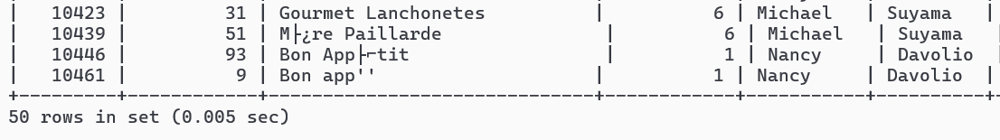 |   10423 |          31 | Gourmet Lanchonetes           |           6 | Michael   | Suyama   |
|   10439 |          51 | M├¿re Paillarde               |          6 | Michael   | Suyama   |
|   10446 |          93 | Bon App├⌐tit                   |          1 | Nancy     | Davolio  |
|   10461 |           9 | Bon app''                     |          1 | Nancy     | Davolio  |
+---------+-----------+------------------------------+------------+-----------+----------+-
50 rows in set (0.005 sec)